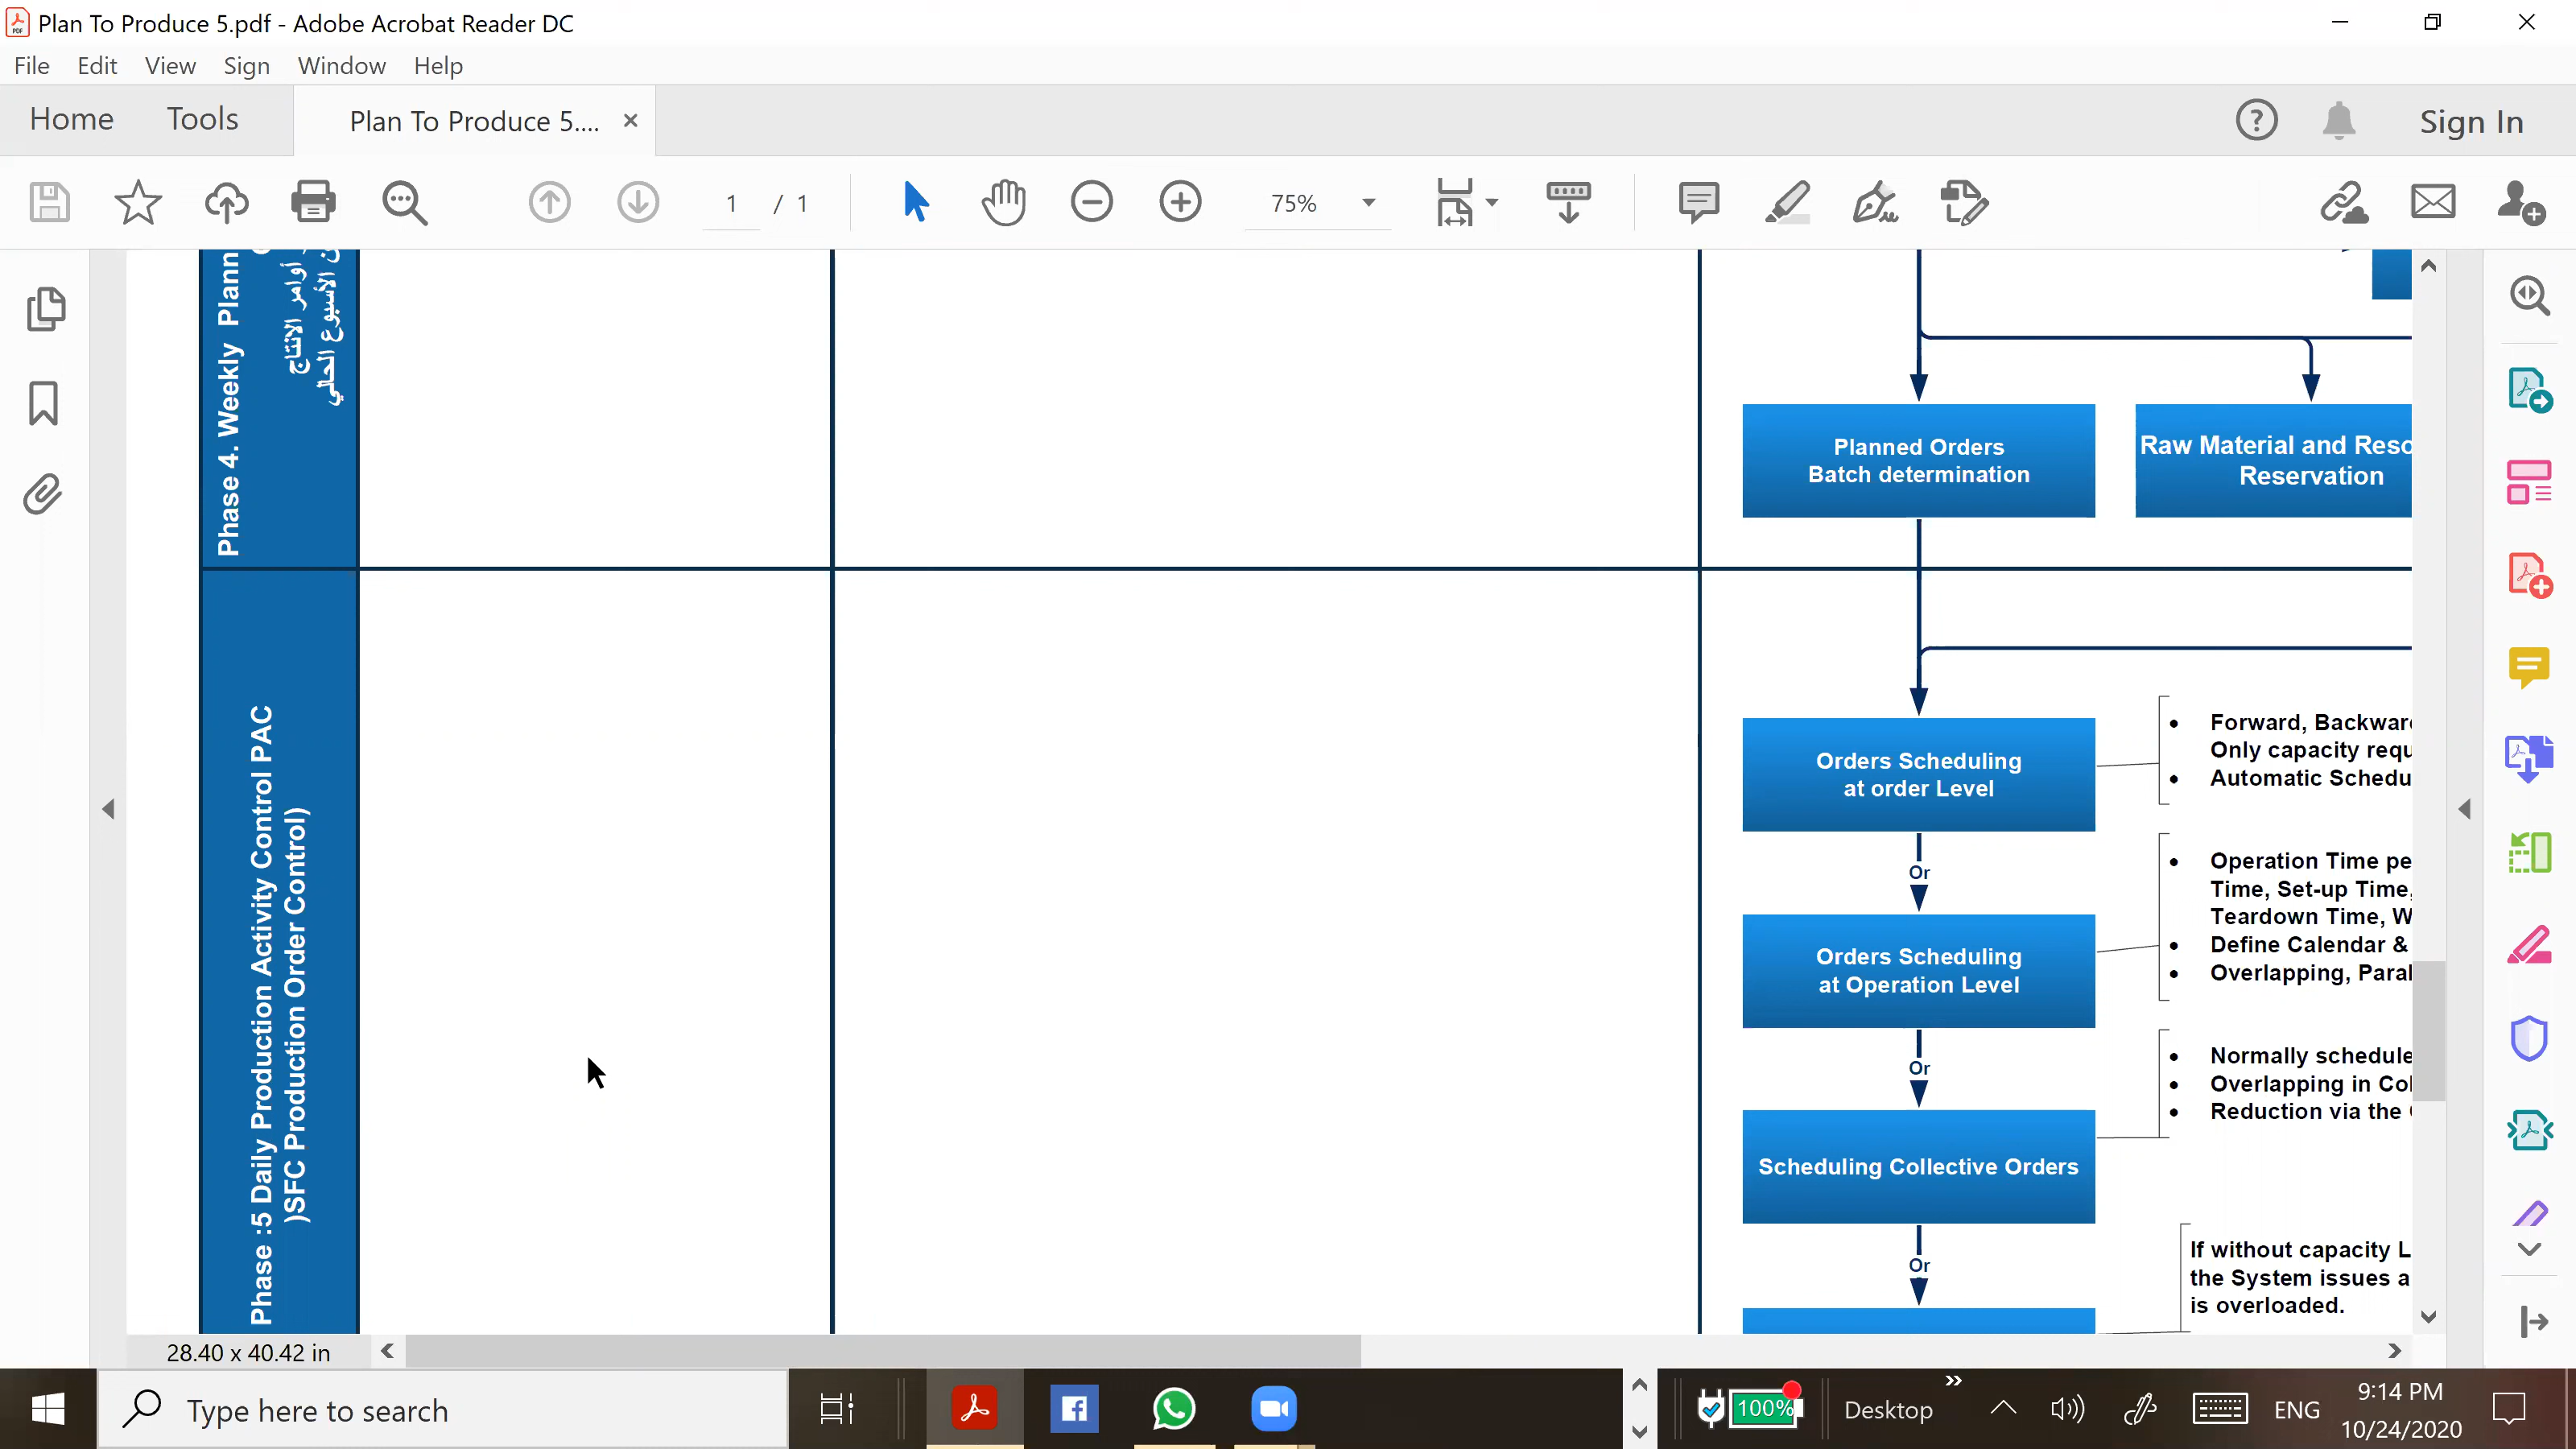 Plan To Produce 5.pdf - Adobe Acrobat Reader DC
File Edit View Sign Window Help
Home Tools Plan To Produce 5.... × Sign In
1 / 1 75%
Phase 4. Weekly Plann
أوامر الانتاج
الأسبوع الحالي
Planned Orders
Batch determination
Raw Material and Reso
Reservation
Phase :5 Daily Production Activity Control PAC
)SFC Production Order Control)
Orders Scheduling
at order Level
• Forward, Backwar
Only capacity requ
• Automatic Schedu
Or
Orders Scheduling
at Operation Level
• Operation Time pe
Time, Set-up Time,
Teardown Time, W
• Define Calendar &
• Overlapping, Paral
Or
Scheduling Collective Orders
• Normally schedule
• Overlapping in Col
• Reduction via the
Or
If without capacity L
the System issues a
is overloaded.
28.40 x 40.42 in
Type here to search
100%
Desktop
ENG
9:14 PM
10/24/2020